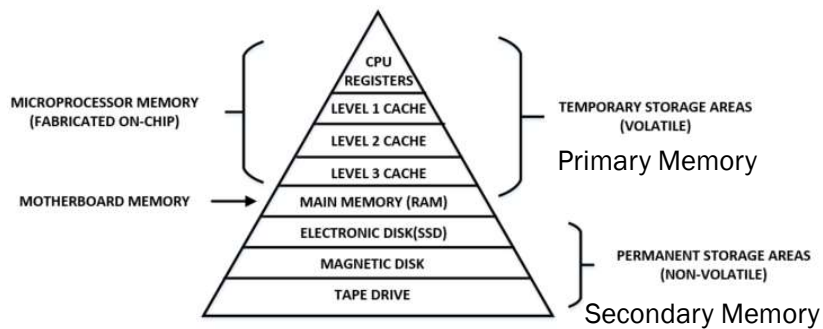 CPU
REGISTERS
LEVEL 1 CACHE
LEVEL 2 CACHE
LEVEL 3 CACHE
MAIN MEMORY (RAM)
ELECTRONIC DISK(SSD)
MAGNETIC DISK
TAPE DRIVE
MICROPROCESSOR MEMORY
(FABRICATED ON-CHIP)
MOTHERBOARD MEMORY
TEMPORARY STORAGE AREAS
(VOLATILE)
Primary Memory
PERMANENT STORAGE AREAS
(NON-VOLATILE)
Secondary Memory